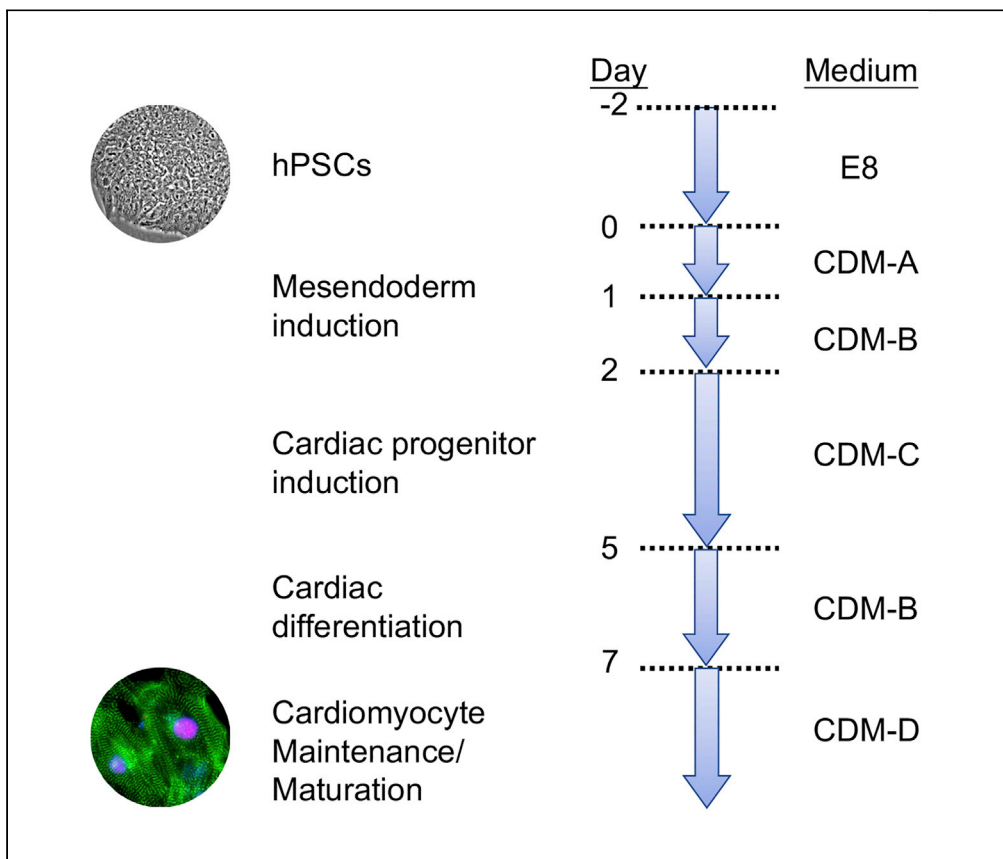 Day
Medium
-2
hPSCs
E8
0
CDM-A
Mesendoderm
induction
1
CDM-B
2
Cardiac progenitor
induction
CDM-C
5
Cardiac
differentiation
CDM-B
7
Cardiomyocyte
Maintenance/
Maturation
CDM-D